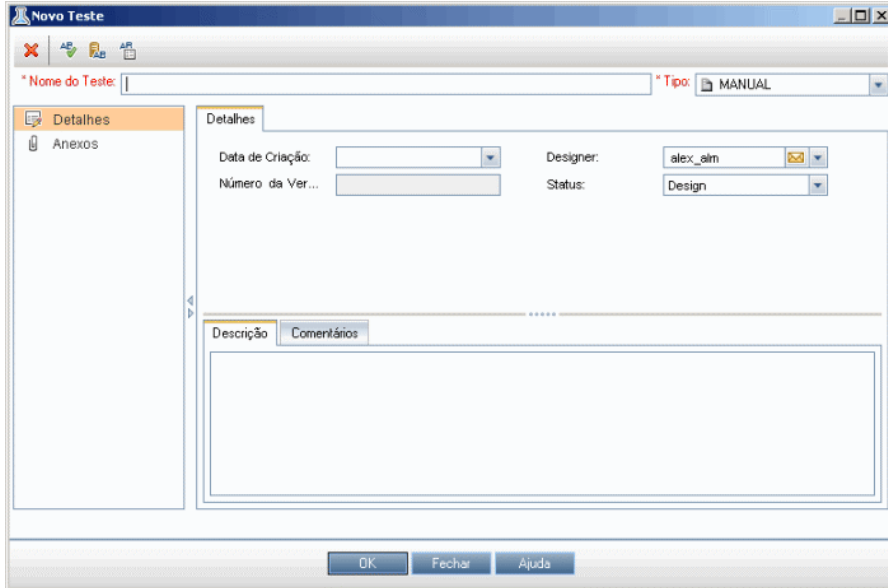 Novo Teste
* Nome do Teste:
* Tipo: MANUAL
Detalhes
Anexos
Detalhes
Data de Criação:
Designer: alex_alm
Número da Ver...
Status: Design
Descrição Comentários
OK Fechar Ajuda